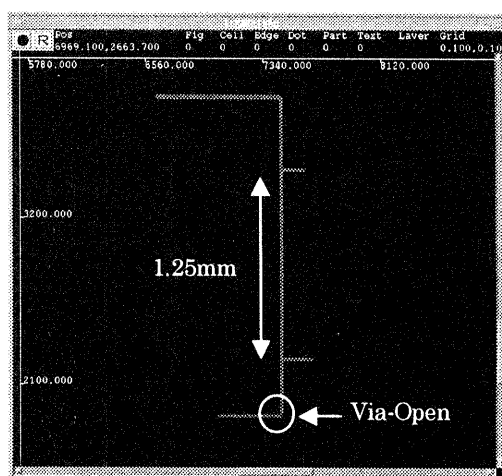 R Pos Fig Cell Edge Dot Part Text Layer Grid
6969.100,2663.700 0 0 0 0 0 0 0.100,0.10
5780.000 6560.000 7340.000 8120.000
3200.000
1.25mm
2100.000
Via-Open